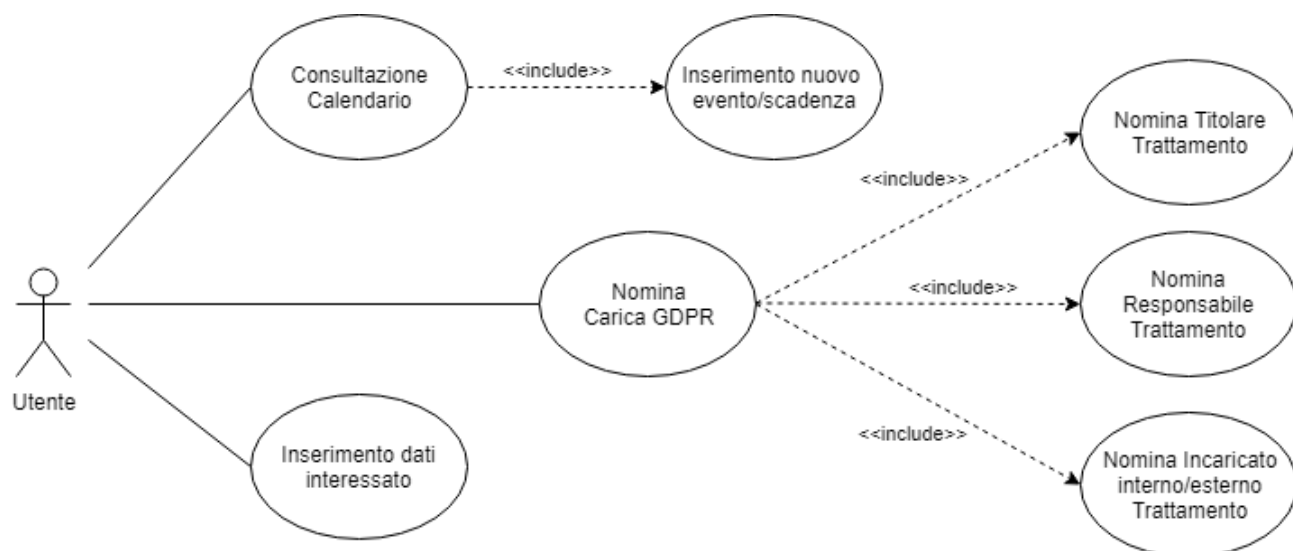 Consultazione
Calendario
<<include>>
Inserimento nuovo
evento/scadenza
Nomina Titolare
Trattamento
<<include>>
Nomina
Carica GDPR
<<include>>
Nomina
Responsabile
Trattamento
Utente
<<include>>
Inserimento dati
interessato
Nomina Incaricato
interno/esterno
Trattamento